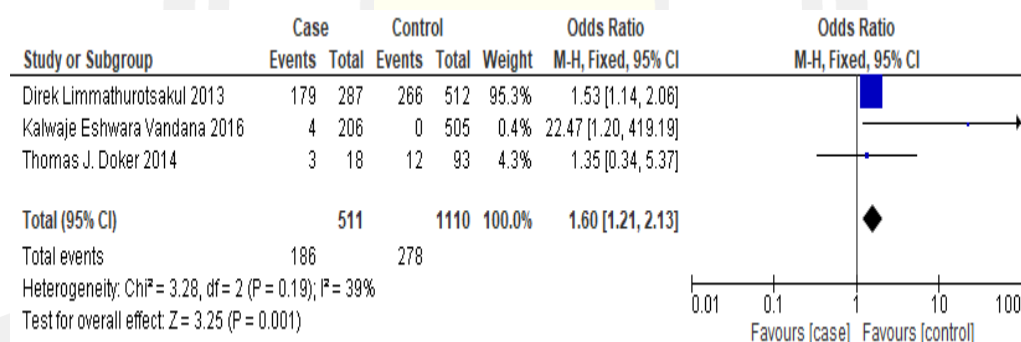 Case Control Odds Ratio Odds Ratio
Study or Subgroup Events Total Events Total Weight M-H, Fixed, 95% CI M-H, Fixed, 95% CI
Direk Limmathurotsakul 2013 179 287 266 512 95.3% 1.53 [1.14, 2.06]
Kalwaje Eshwara Vandana 2016 4 206 0 505 0.4% 22.47 [1.20, 419.19]
Thomas J. Doker 2014 3 18 12 93 4.3% 1.35 [0.34, 5.37]
Total (95% CI) 511 1110 100.0% 1.60 [1.21, 2.13]
Total events 186 278
Heterogeneity: Chi² = 3.28, df = 2 (P = 0.19); I² = 39%
Test for overall effect: Z = 3.25 (P = 0.001)
0.01 0.1 1 10 100
Favours [case] Favours [control]